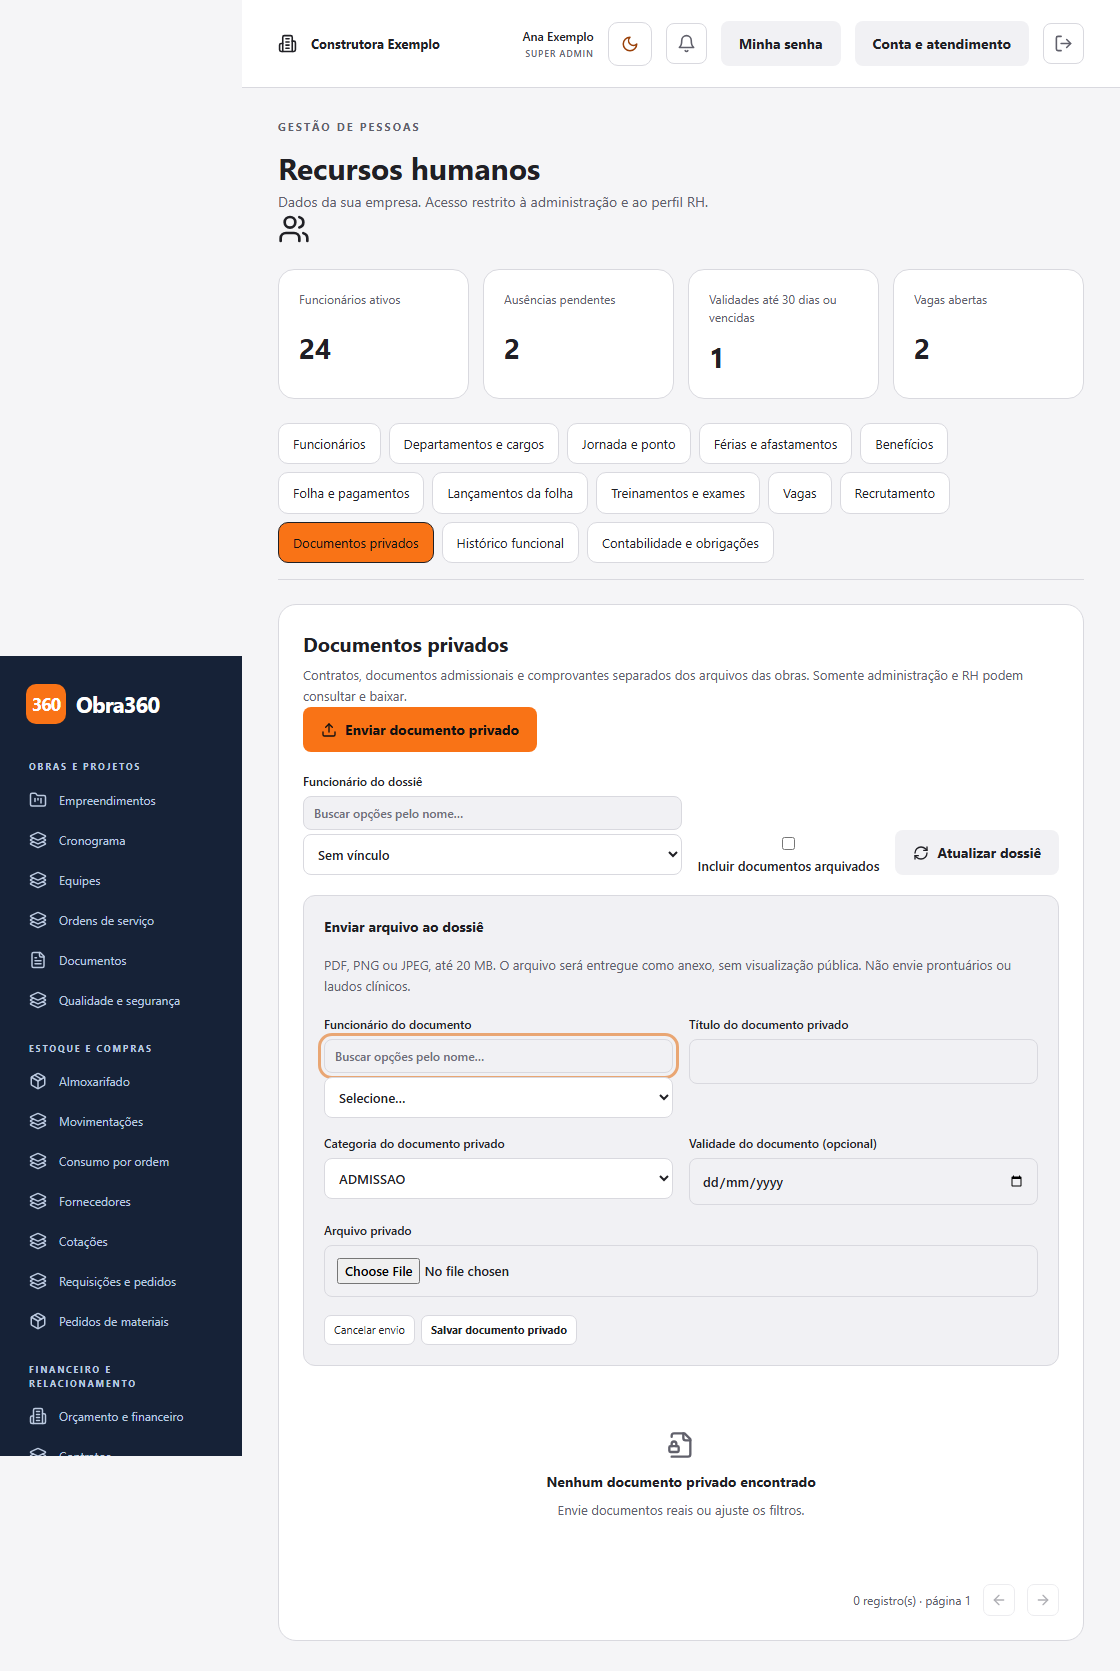 Construtora Exemplo
Ana Exemplo
SUPER ADMIN
Minha senha
Conta e atendimento
GESTÃO DE PESSOAS
Recursos humanos
Dados da sua empresa. Acesso restrito à administração e ao perfil RH.
Funcionários ativos
24
Ausências pendentes
2
Validades até 30 dias ou
vencidas
1
Vagas abertas
2
Funcionários
Departamentos e cargos
Jornada e ponto
Férias e afastamentos
Benefícios
Folha e pagamentos
Lançamentos da folha
Treinamentos e exames
Vagas
Recrutamento
Documentos privados
Histórico funcional
Contabilidade e obrigações
360
Obra360
OBRAS E PROJETOS
Empreendimentos
Cronograma
Equipes
Ordens de serviço
Documentos
Qualidade e segurança
ESTOQUE E COMPRAS
Almoxarifado
Movimentações
Consumo por ordem
Fornecedores
Cotações
Requisições e pedidos
Pedidos de materiais
FINANCEIRO E
RELACIONAMENTO
Orçamento e financeiro
Documentos privados
Contratos, documentos admissionais e comprovantes separados dos arquivos das obras. Somente administração e RH podem
consultar e baixar.
Enviar documento privado
Funcionário do dossiê
Buscar opções pelo nome...
Sem vínculo
Incluir documentos arquivados
Atualizar dossiê
Enviar arquivo ao dossiê
PDF, PNG ou JPEG, até 20 MB. O arquivo será entregue como anexo, sem visualização pública. Não envie prontuários ou
laudos clínicos.
Funcionário do documento
Buscar opções pelo nome...
Selecione...
Título do documento privado
Categoria do documento privado
ADMISSAO
Validade do documento (opcional)
dd/mm/yyyy
Arquivo privado
Choose File No file chosen
Cancelar envio
Salvar documento privado
Nenhum documento privado encontrado
Envie documentos reais ou ajuste os filtros.
0 registro(s) · página 1